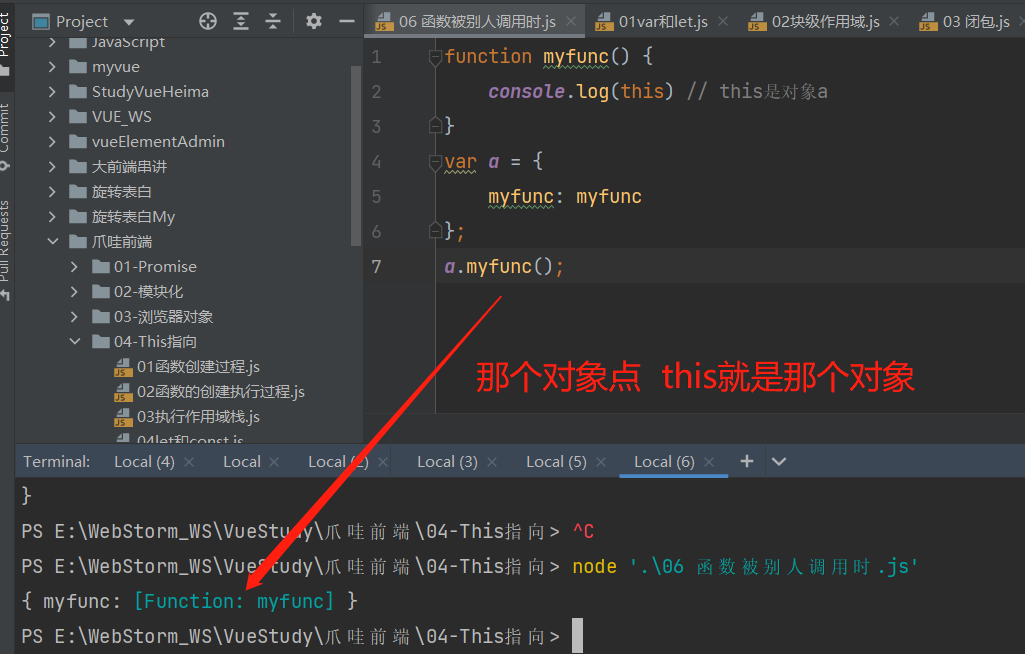 Project
Commit
Pull Requests
Project
JavaScript
myvue
StudyVueHeima
VUE_WS
vueElementAdmin
大前端串讲
旋转表白
旋转表白My
爪哇前端
01-Promise
02-模块化
03-浏览器对象
04-This指向
01函数创建过程.js
02函数的创建执行过程.js
03执行作用域栈.js
04let和const.js
06 函数被别人调用时.js 01var和let.js 02块级作用域.js 03 闭包.js
1 function myfunc() {
2 console.log(this) // this是对象a
3 }
4 var a = {
5 myfunc: myfunc
6 };
7 a.myfunc();
那个对象点 this就是那个对象
Terminal: Local (4) Local Local (2) Local (3) Local (5) Local (6)
}
PS E:\WebStorm_WS\VueStudy\爪哇前端\04-This指向> ^C
PS E:\WebStorm_WS\VueStudy\爪哇前端\04-This指向> node '.\06 函数被别人调用时.js'
{ myfunc: [Function: myfunc] }
PS E:\WebStorm_WS\VueStudy\爪哇前端\04-This指向>